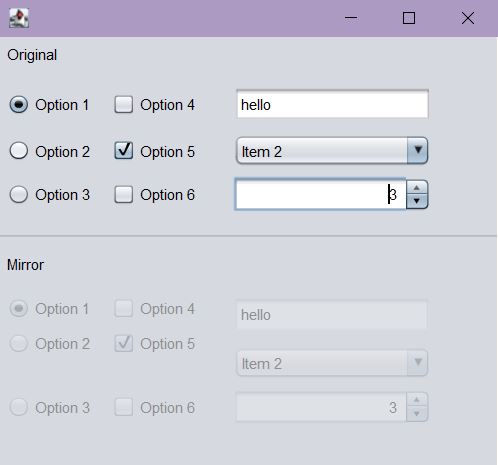 Original
Option 1 Option 4 hello
Option 2 Option 5 Item 2
Option 3 Option 6 3
Mirror
Option 1 Option 4 hello
Option 2 Option 5
Item 2
Option 3 Option 6 3